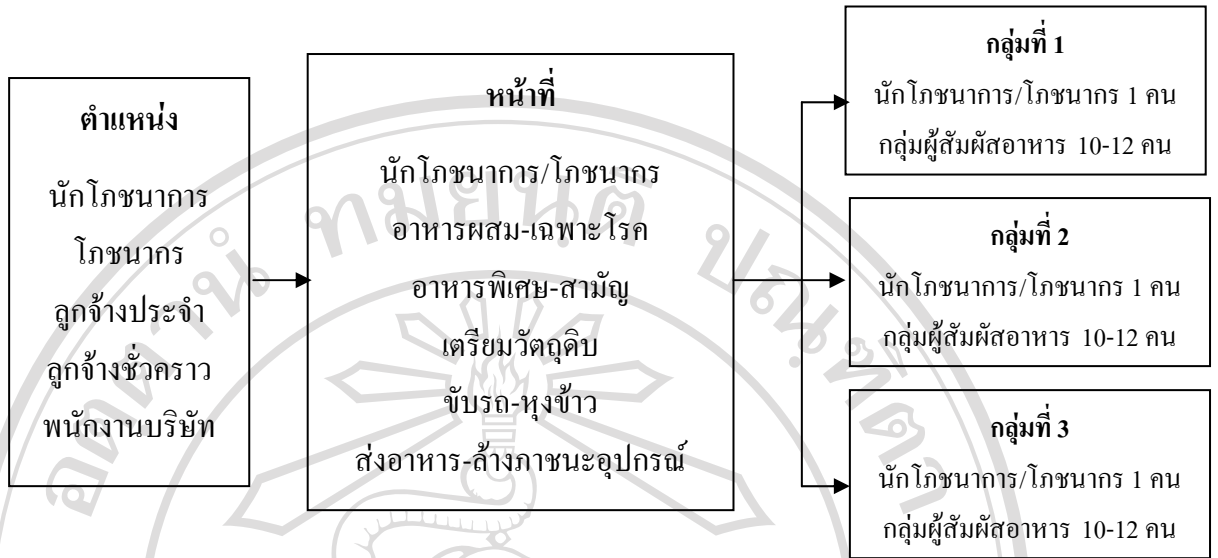 ตำแหน่ง
นักโภชนาการ
โภชนากร
ลูกจ้างประจำ
ลูกจ้างชั่วคราว
พนักงานบริษัท
หน้าที่
นักโภชนาการ/โภชนากร
อาหารผสม-เฉพาะโรค
อาหารพิเศษ-สามัญ
เตรียมวัตถุดิบ
ขับรถ-หุงข้าว
ส่งอาหาร-ล้างภาชนะอุปกรณ์
กลุ่มที่ 1
นักโภชนาการ/โภชนากร 1 คน
กลุ่มผู้สัมผัสอาหาร 10-12 คน
กลุ่มที่ 2
นักโภชนาการ/โภชนากร 1 คน
กลุ่มผู้สัมผัสอาหาร 10-12 คน
กลุ่มที่ 3
นักโภชนาการ/โภชนากร 1 คน
กลุ่มผู้สัมผัสอาหาร 10-12 คน